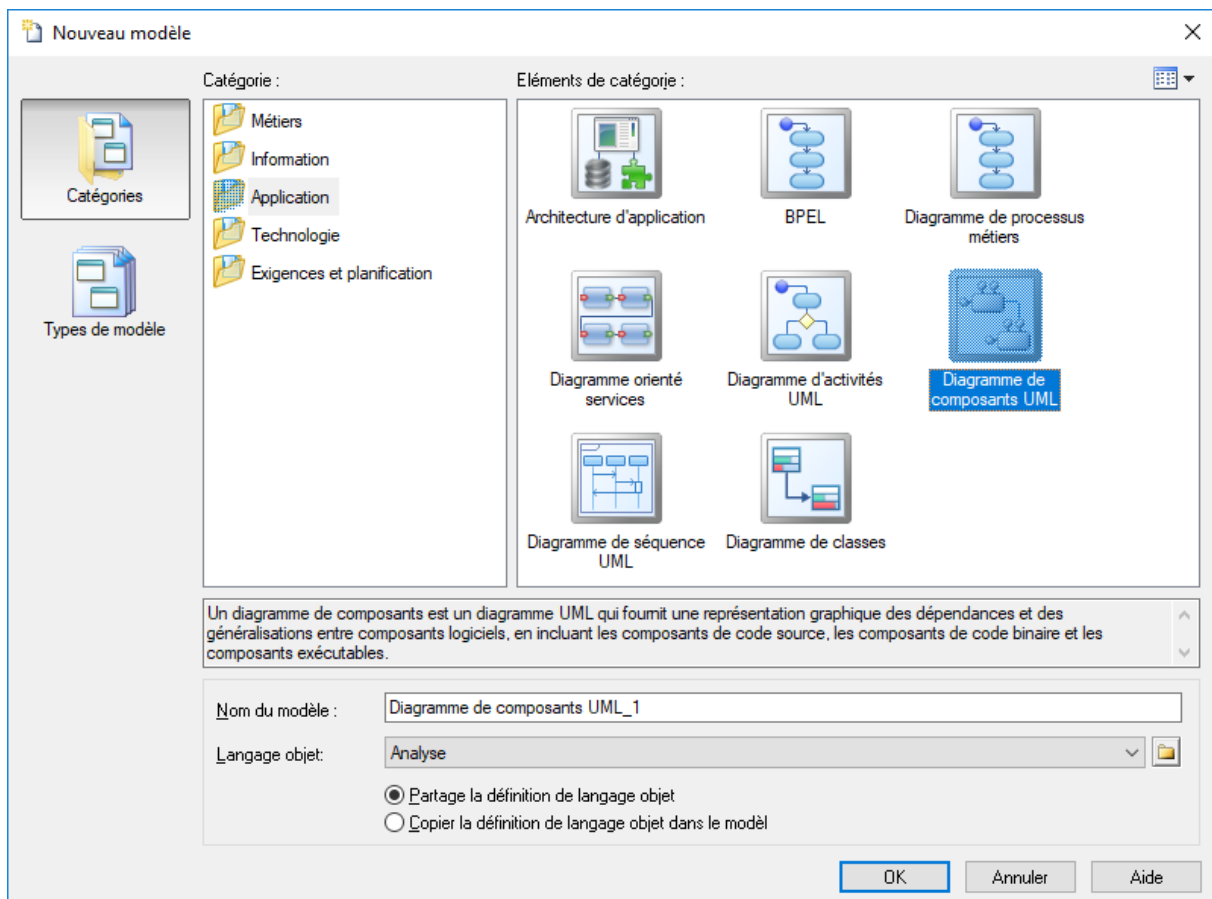 Nouveau modèle
Catégorie :
Eléments de catégorie :
Catégories
Types de modèle
Métiers
Information
Application
Technologie
Exigences et planification
Architecture d'application
BPEL
Diagramme de processus
métiers
Diagramme orienté
services
Diagramme d'activités
UML
Diagramme de
composants UML
Diagramme de séquence
UML
Diagramme de classes
Un diagramme de composants est un diagramme UML qui fournit une représentation graphique des dépendances et des
généralisations entre composants logiciels, en incluant les composants de code source, les composants de code binaire et les
composants exécutables.
Nom du modèle :
Diagramme de composants UML_1
Langage objet:
Analyse
Partage la définition de langage objet
Copier la définition de langage objet dans le modèl
OK
Annuler
Aide